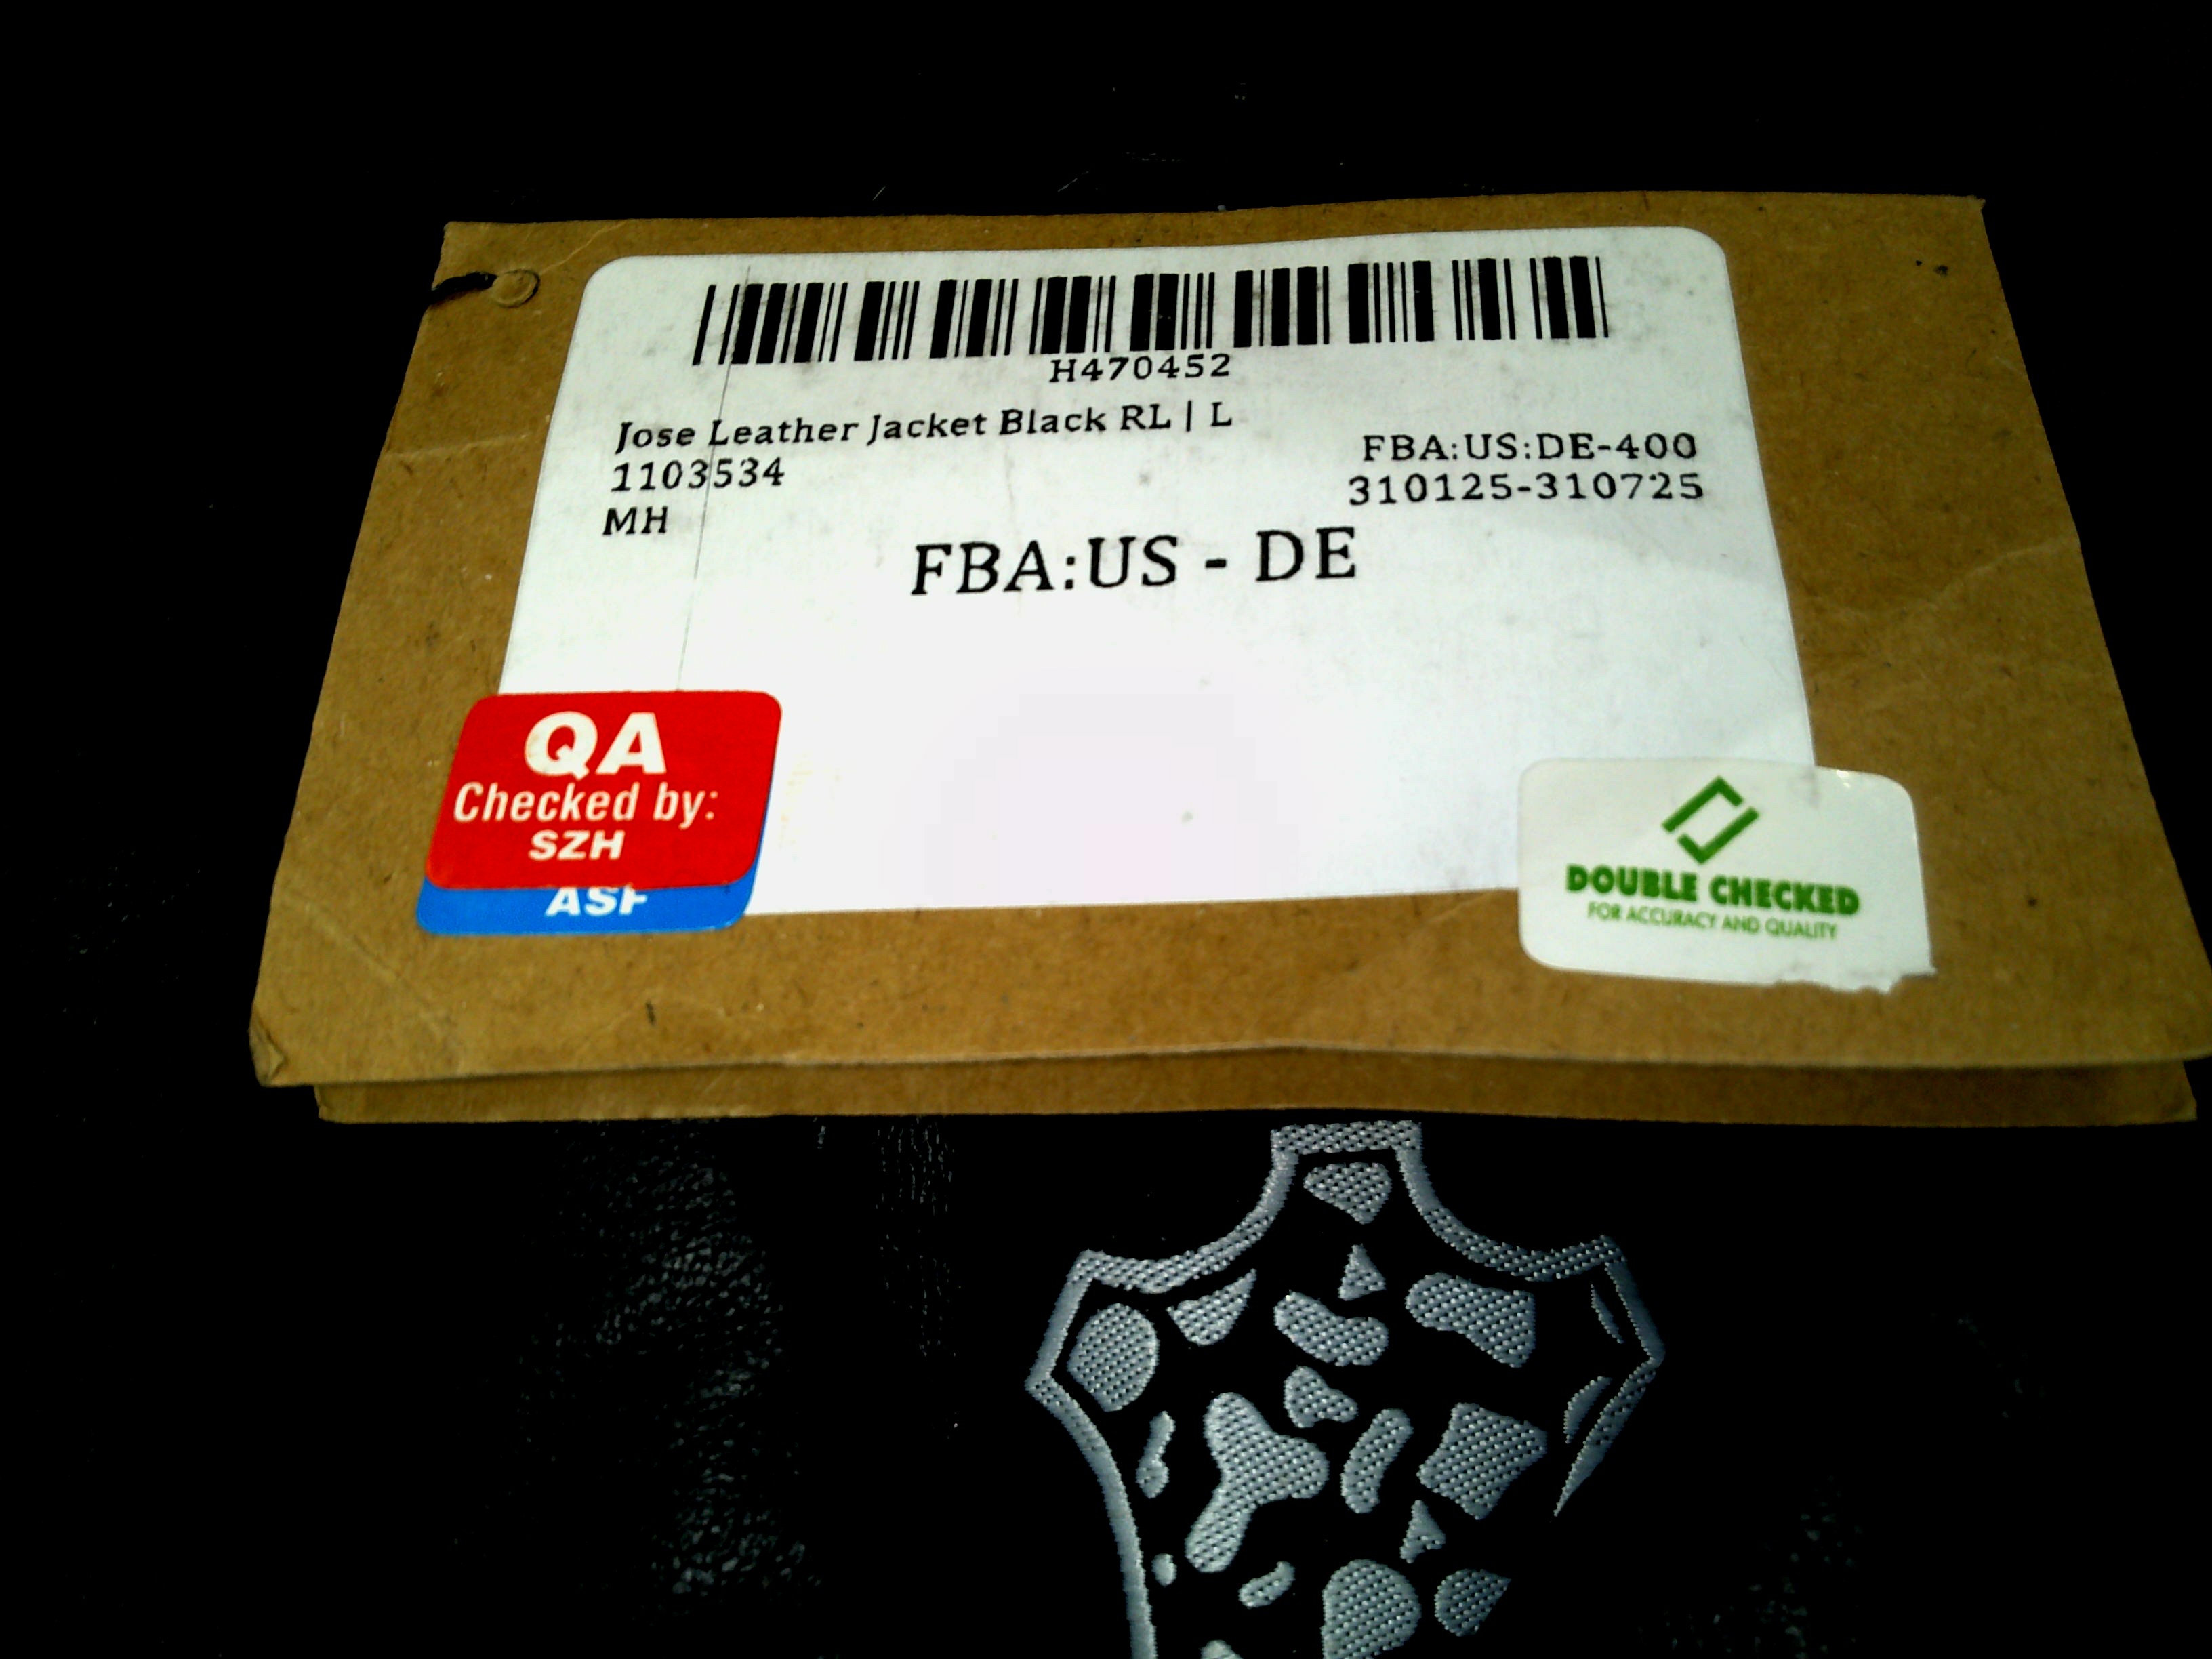 H470452
Jose Leather Jacket Black RL | L
1103534
MH
FBA:US:DE-400
310125-310725
FBA:US - DE
QA
Checked by:
SZH
ASF
DOUBLE CHECKED
FOR ACCURACY AND QUALITY